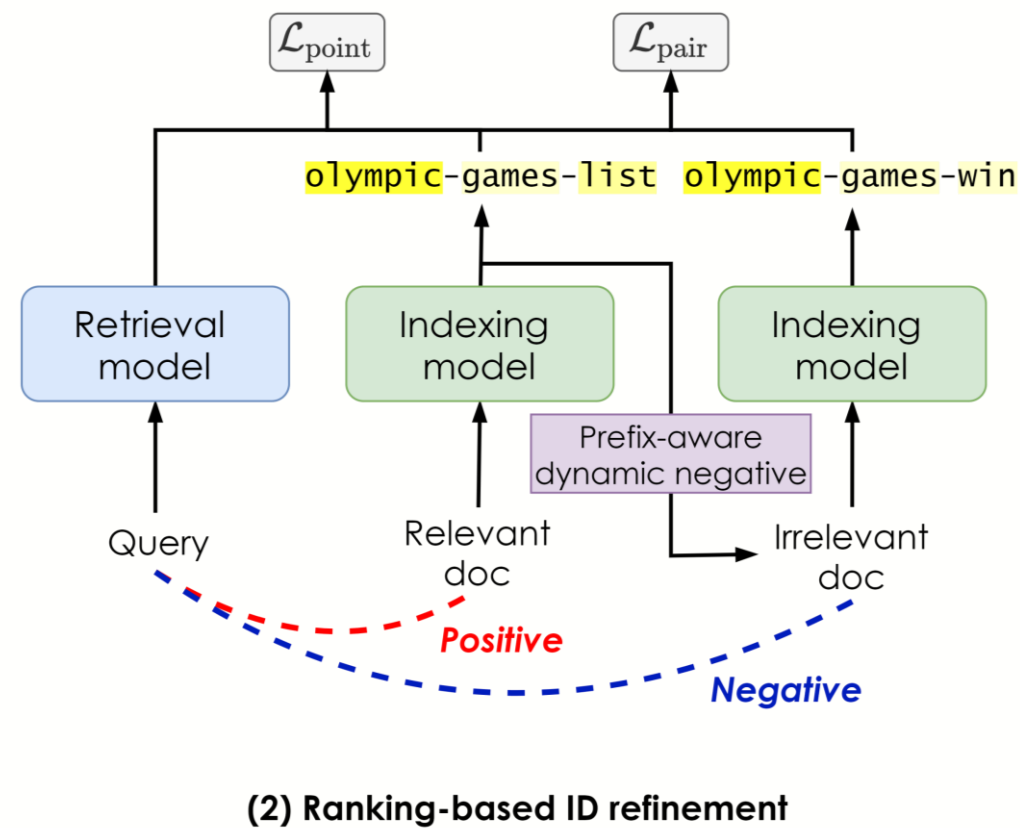 ℒpoint
ℒpair
olympic-games-list
olympic-games-win
Retrieval
model
Indexing
model
Indexing
model
Prefix-aware
dynamic negative
Query
Relevant
doc
Irrelevant
doc
Positive
Negative
(2) Ranking-based ID refinement